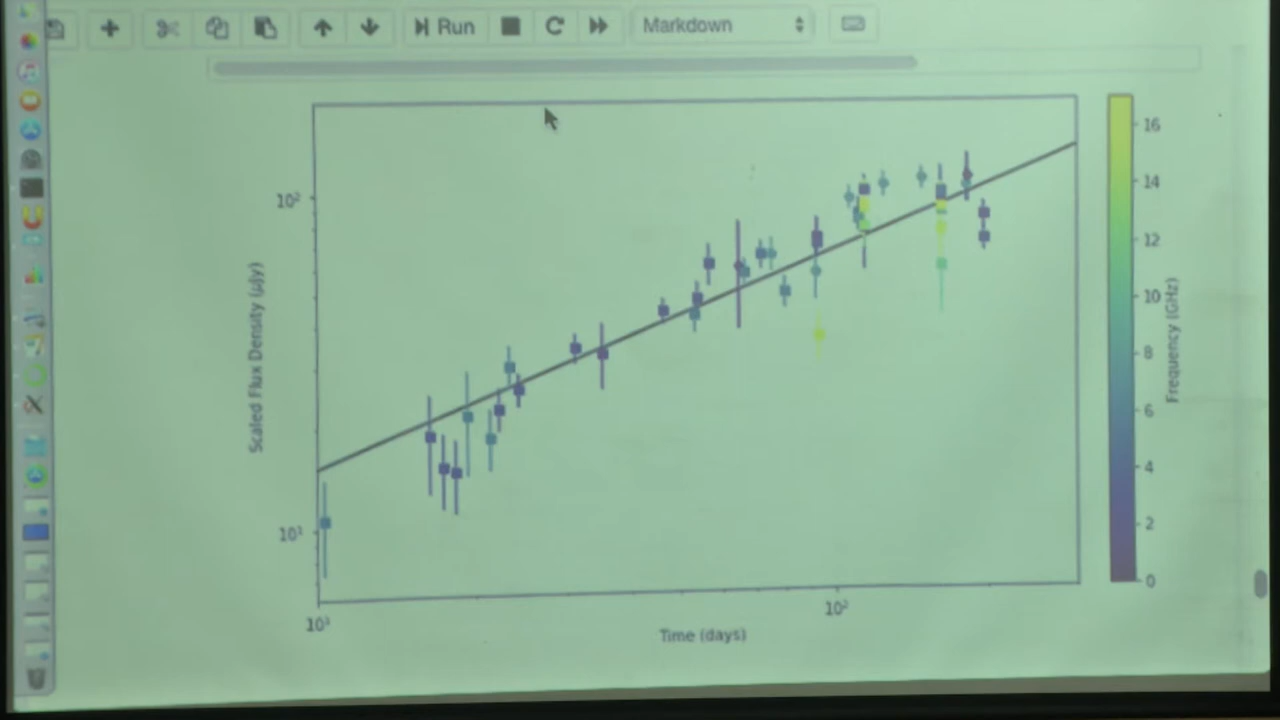 Run
Markdown
10²
10¹
Scaled Flux Density (μJy)
10¹
10²
Time (days)
16
14
12
10
8
6
4
2
0
Frequency (GHz)